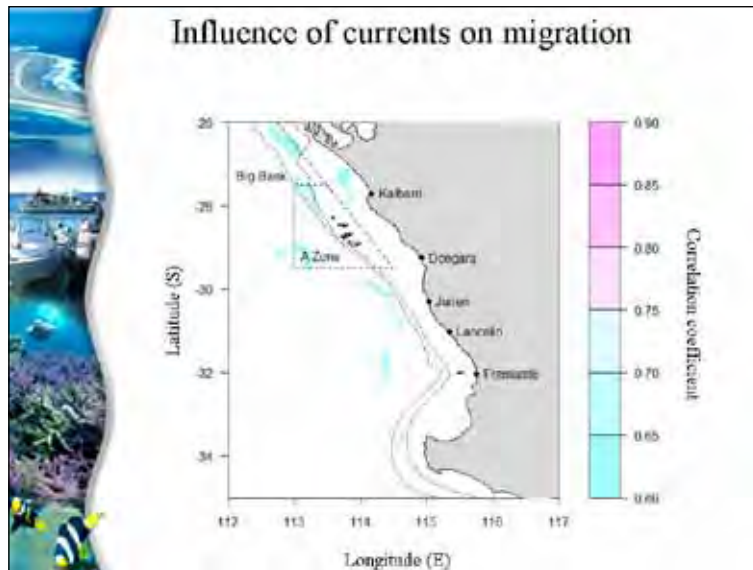 Influence of currents on migration
-28
-30
-32
-34
112
113
114
115
116
117
Latitude (S)
Longitude (E)
Big Bank
A Zone
Kalbarri
Dongara
Jurien
Lancelin
Fremantle
0.90
0.85
0.80
0.75
0.70
0.65
0.60
Correlation coefficient